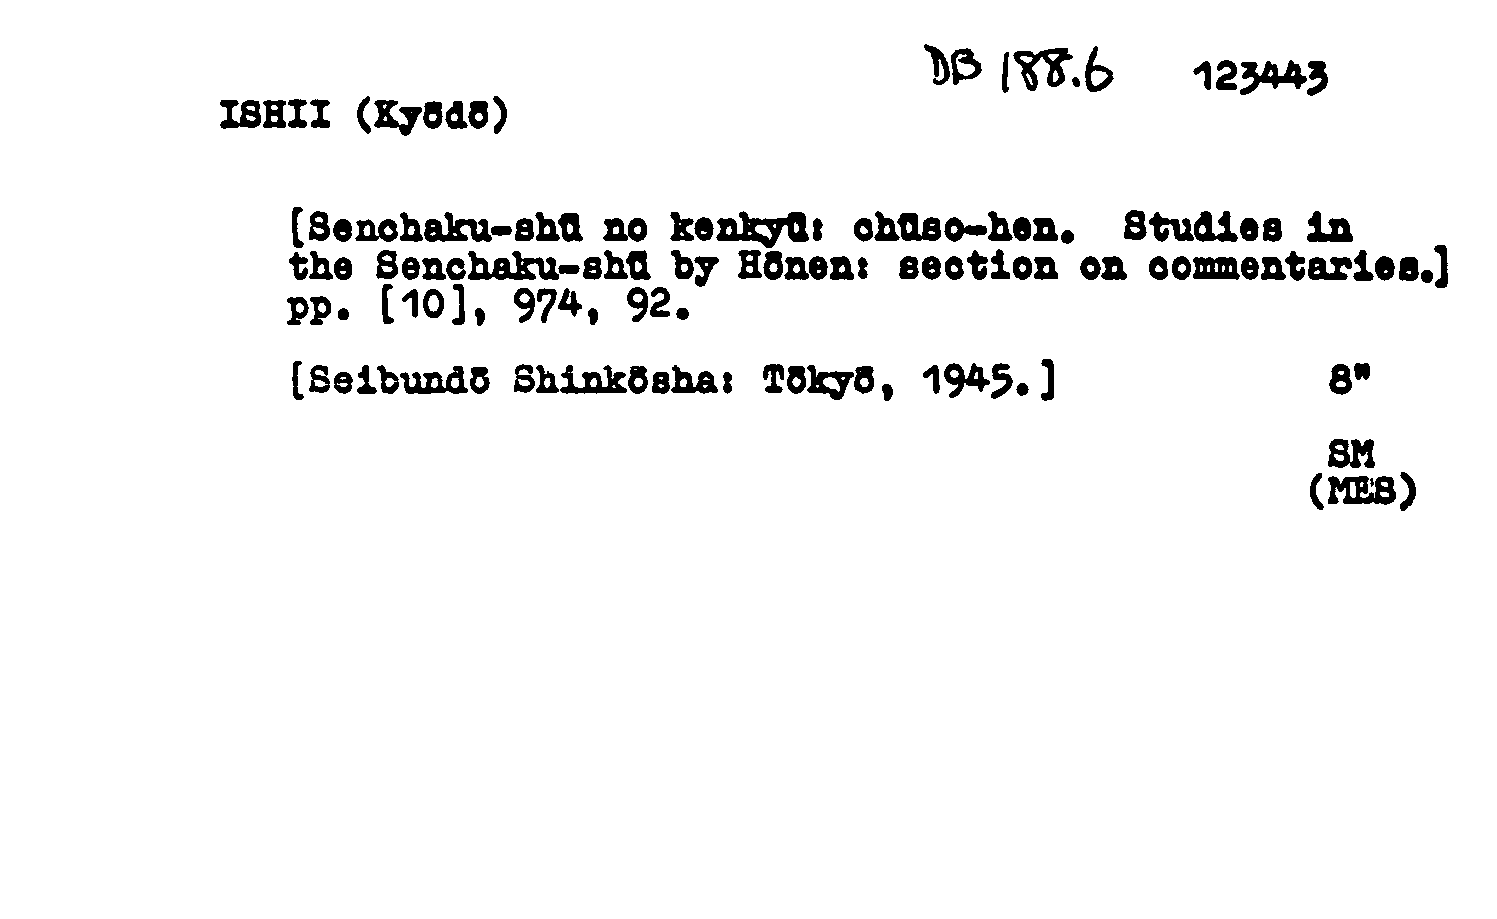 DB 188.6 123443
ISHII (Kyōdō)
[Senchaku-shū no kenkyū: chūso-hen. Studies in
the Senchaku-shū by Hōnen: section on commentaries.]
pp. [10], 974, 92.
[Seibundō Shinkōsha: Tōkyō, 1945.] 8"
SM
(MES)